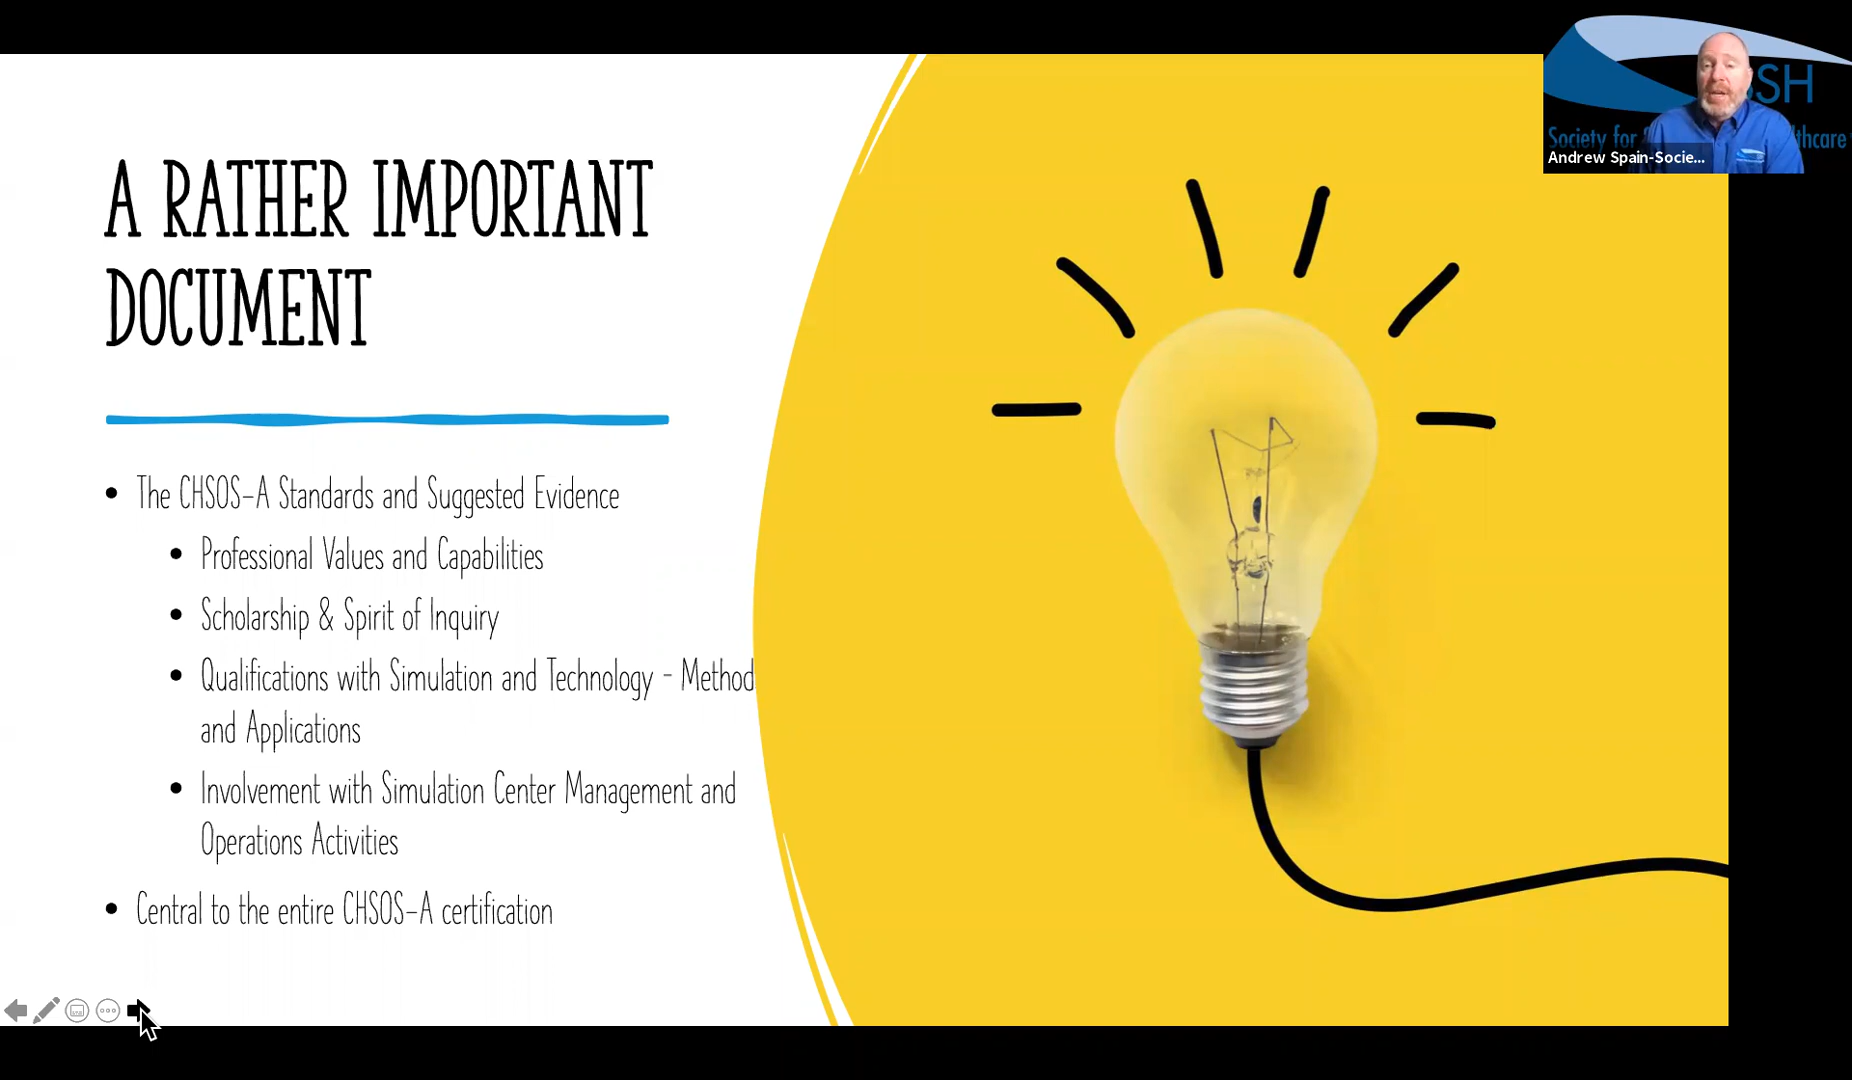 A RATHER IMPORTANT
DOCUMENT
• The CHSOS-A Standards and Suggested Evidence
• Professional Values and Capabilities
• Scholarship & Spirit of Inquiry
• Qualifications with Simulation and Technology - Method
and Applications
• Involvement with Simulation Center Management and
Operations Activities
• Central to the entire CHSOS-A certification
SSH
Society for
lthcare
Andrew Spain-Socie...